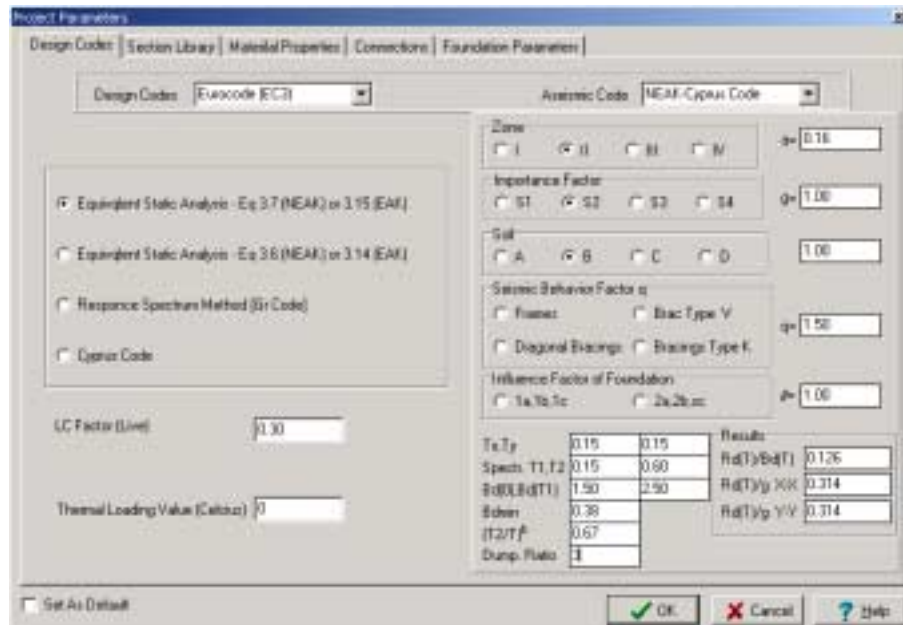 Project Parameters
Design Codes Section Library Material Properties Connections Foundation Parameters
Design Codes Eurocode (EC3) Aseismic Code NEAK-Cyprus Code
Zone
I II III IV a= 0.16
Importance Factor
S1 S2 S3 S4 g= 1.00
Soil
A B C D 1.00
Seismic Behavior Factor q
Frames Brac Type V
Diagonal Bracings Bracings Type K
q= 1.50
Influence Factor of Foundation
1a,1b,1c 2a,2b,sc 1.00
Equivalent Static Analysis - Eq 3.7 (NEAK) or 3.15 (EAK)
Equivalent Static Analysis - Eq 3.6 (NEAK) or 3.14 (EAK)
Responce Spectrum Method (Gr Code)
Cyprus Code
LC Factor (Live) 0.30
Thermal Loading Value (Celsius) 0
Tx,Ty 0.15 0.15
Spects. T1,T2 0.15 0.60
Bd(0),Bd(T1) 1.50 2.50
Bdmin 0.38
0.67
Dump. Ratio 3
Results
Rd(T)/Bd(T) 0.126
Rd(T)/g X-X 0.314
Rd(T)/g Y-Y 0.314
Set As Default
OK Cancel Help